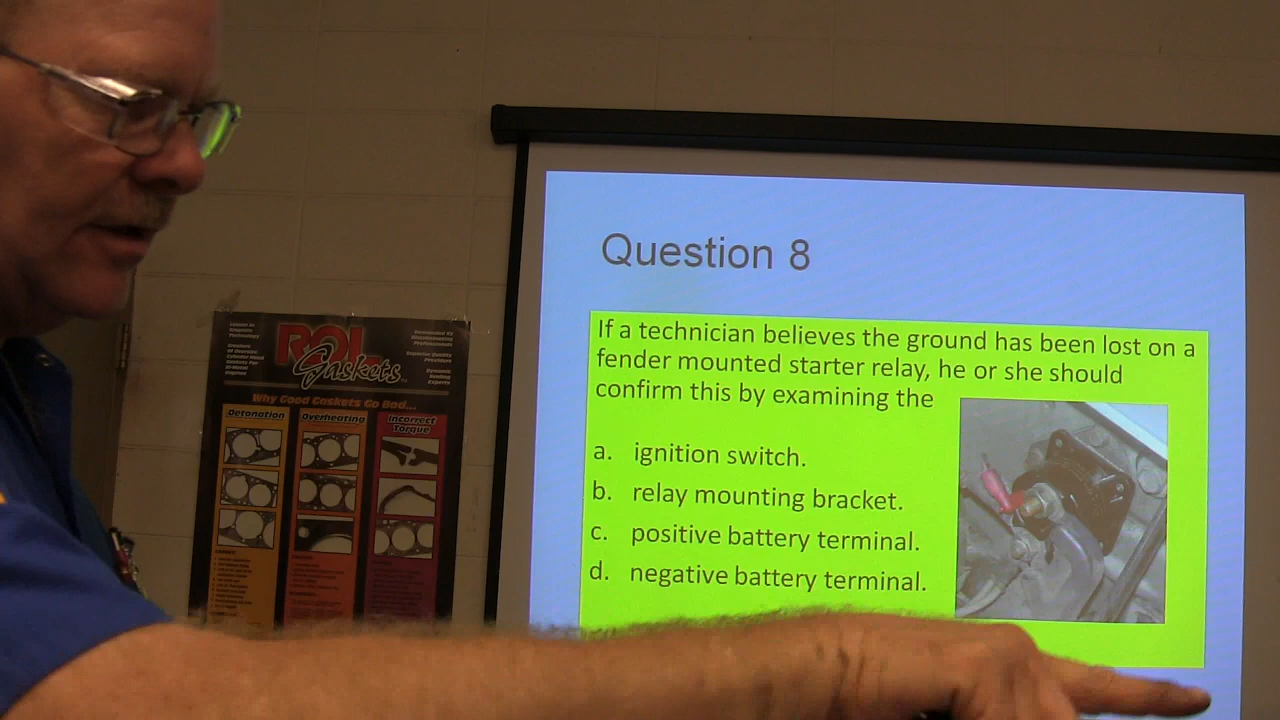 Question 8
If a technician believes the ground has been lost on a
fender mounted starter relay, he or she should
confirm this by examining the
a. ignition switch.
b. relay mounting bracket.
c. positive battery terminal.
d. negative battery terminal.
ROL
Gaskets
Why Good Gaskets Go Bad...
Detonation
Overheating
Incorrect
Torque